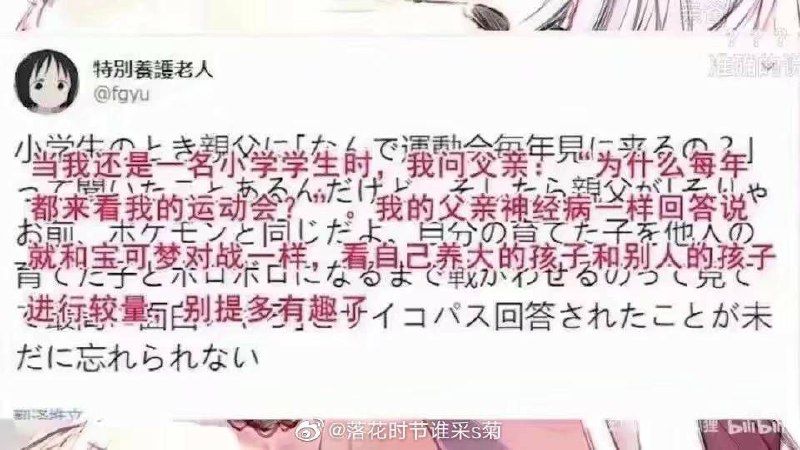 ? ? ?
准确的说
特別養護老人
@fgyu
小学生のとき親父に「なんで運動会毎年見に来るの？」
って聞いたことあるんだけど、そしたら親父が「そりゃ
お前、ポケモンと同じだよ、自分の育てた子を他人の
育てた子とボロボロになるまで戦かわせるのって見て
サイコパス回答されたことが未
だに忘れられない
当我还是一名小学学生时，我问父亲：“为什么每年
都来看我的运动会？”。我的父亲神经病一样回答说
就和宝可梦对战一样，看自己养大的孩子和别人的孩子
进行较量，别提多有趣了
翻译推文
@落花时节谁采s菊
bilibili